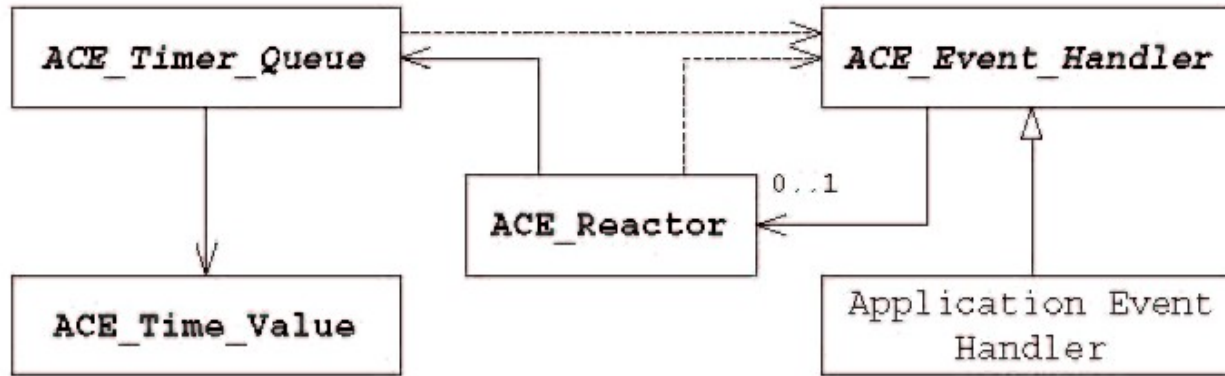 ACE_Timer_Queue
ACE_Event_Handler
0..1
ACE_Reactor
ACE_Time_Value
Application Event
Handler